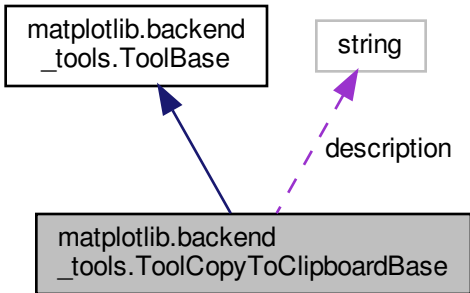 matplotlib.backend
_tools.ToolBase
string
description
matplotlib.backend
_tools.ToolCopyToClipboardBase